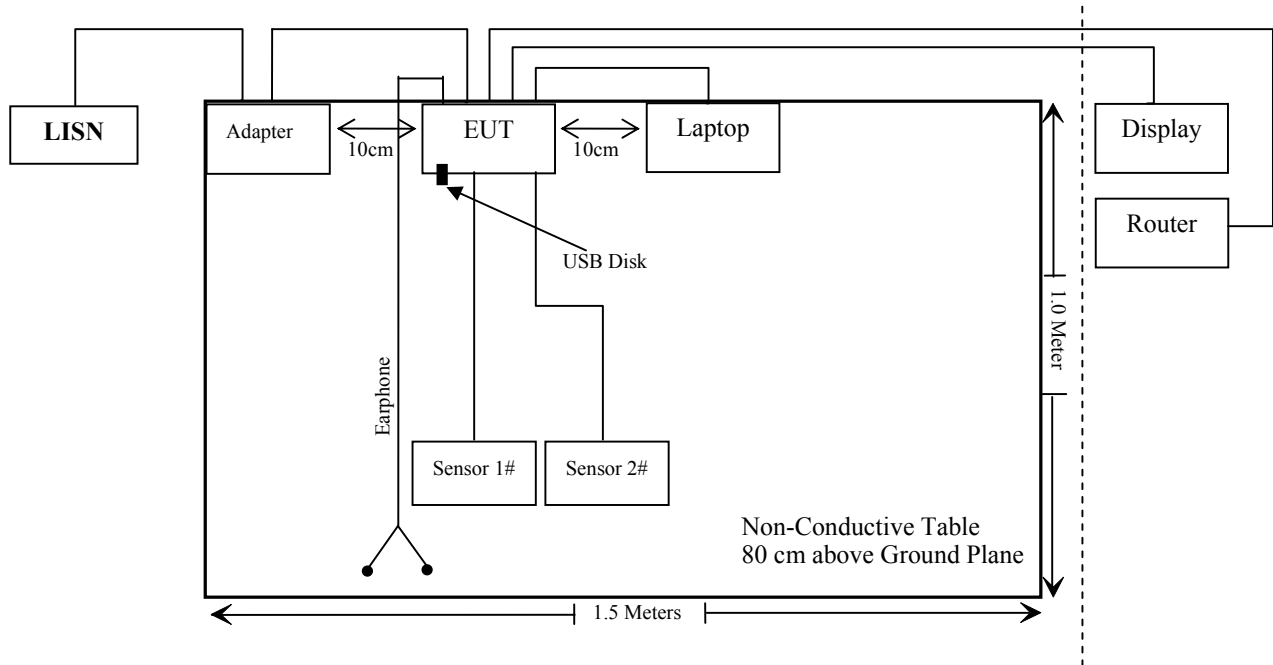 LISN
Adapter
10cm
EUT
10cm
Laptop
Display
Router
USB Disk
1.0 Meter
Earphone
Sensor 1#
Sensor 2#
Non-Conductive Table
80 cm above Ground Plane
1.5 Meters